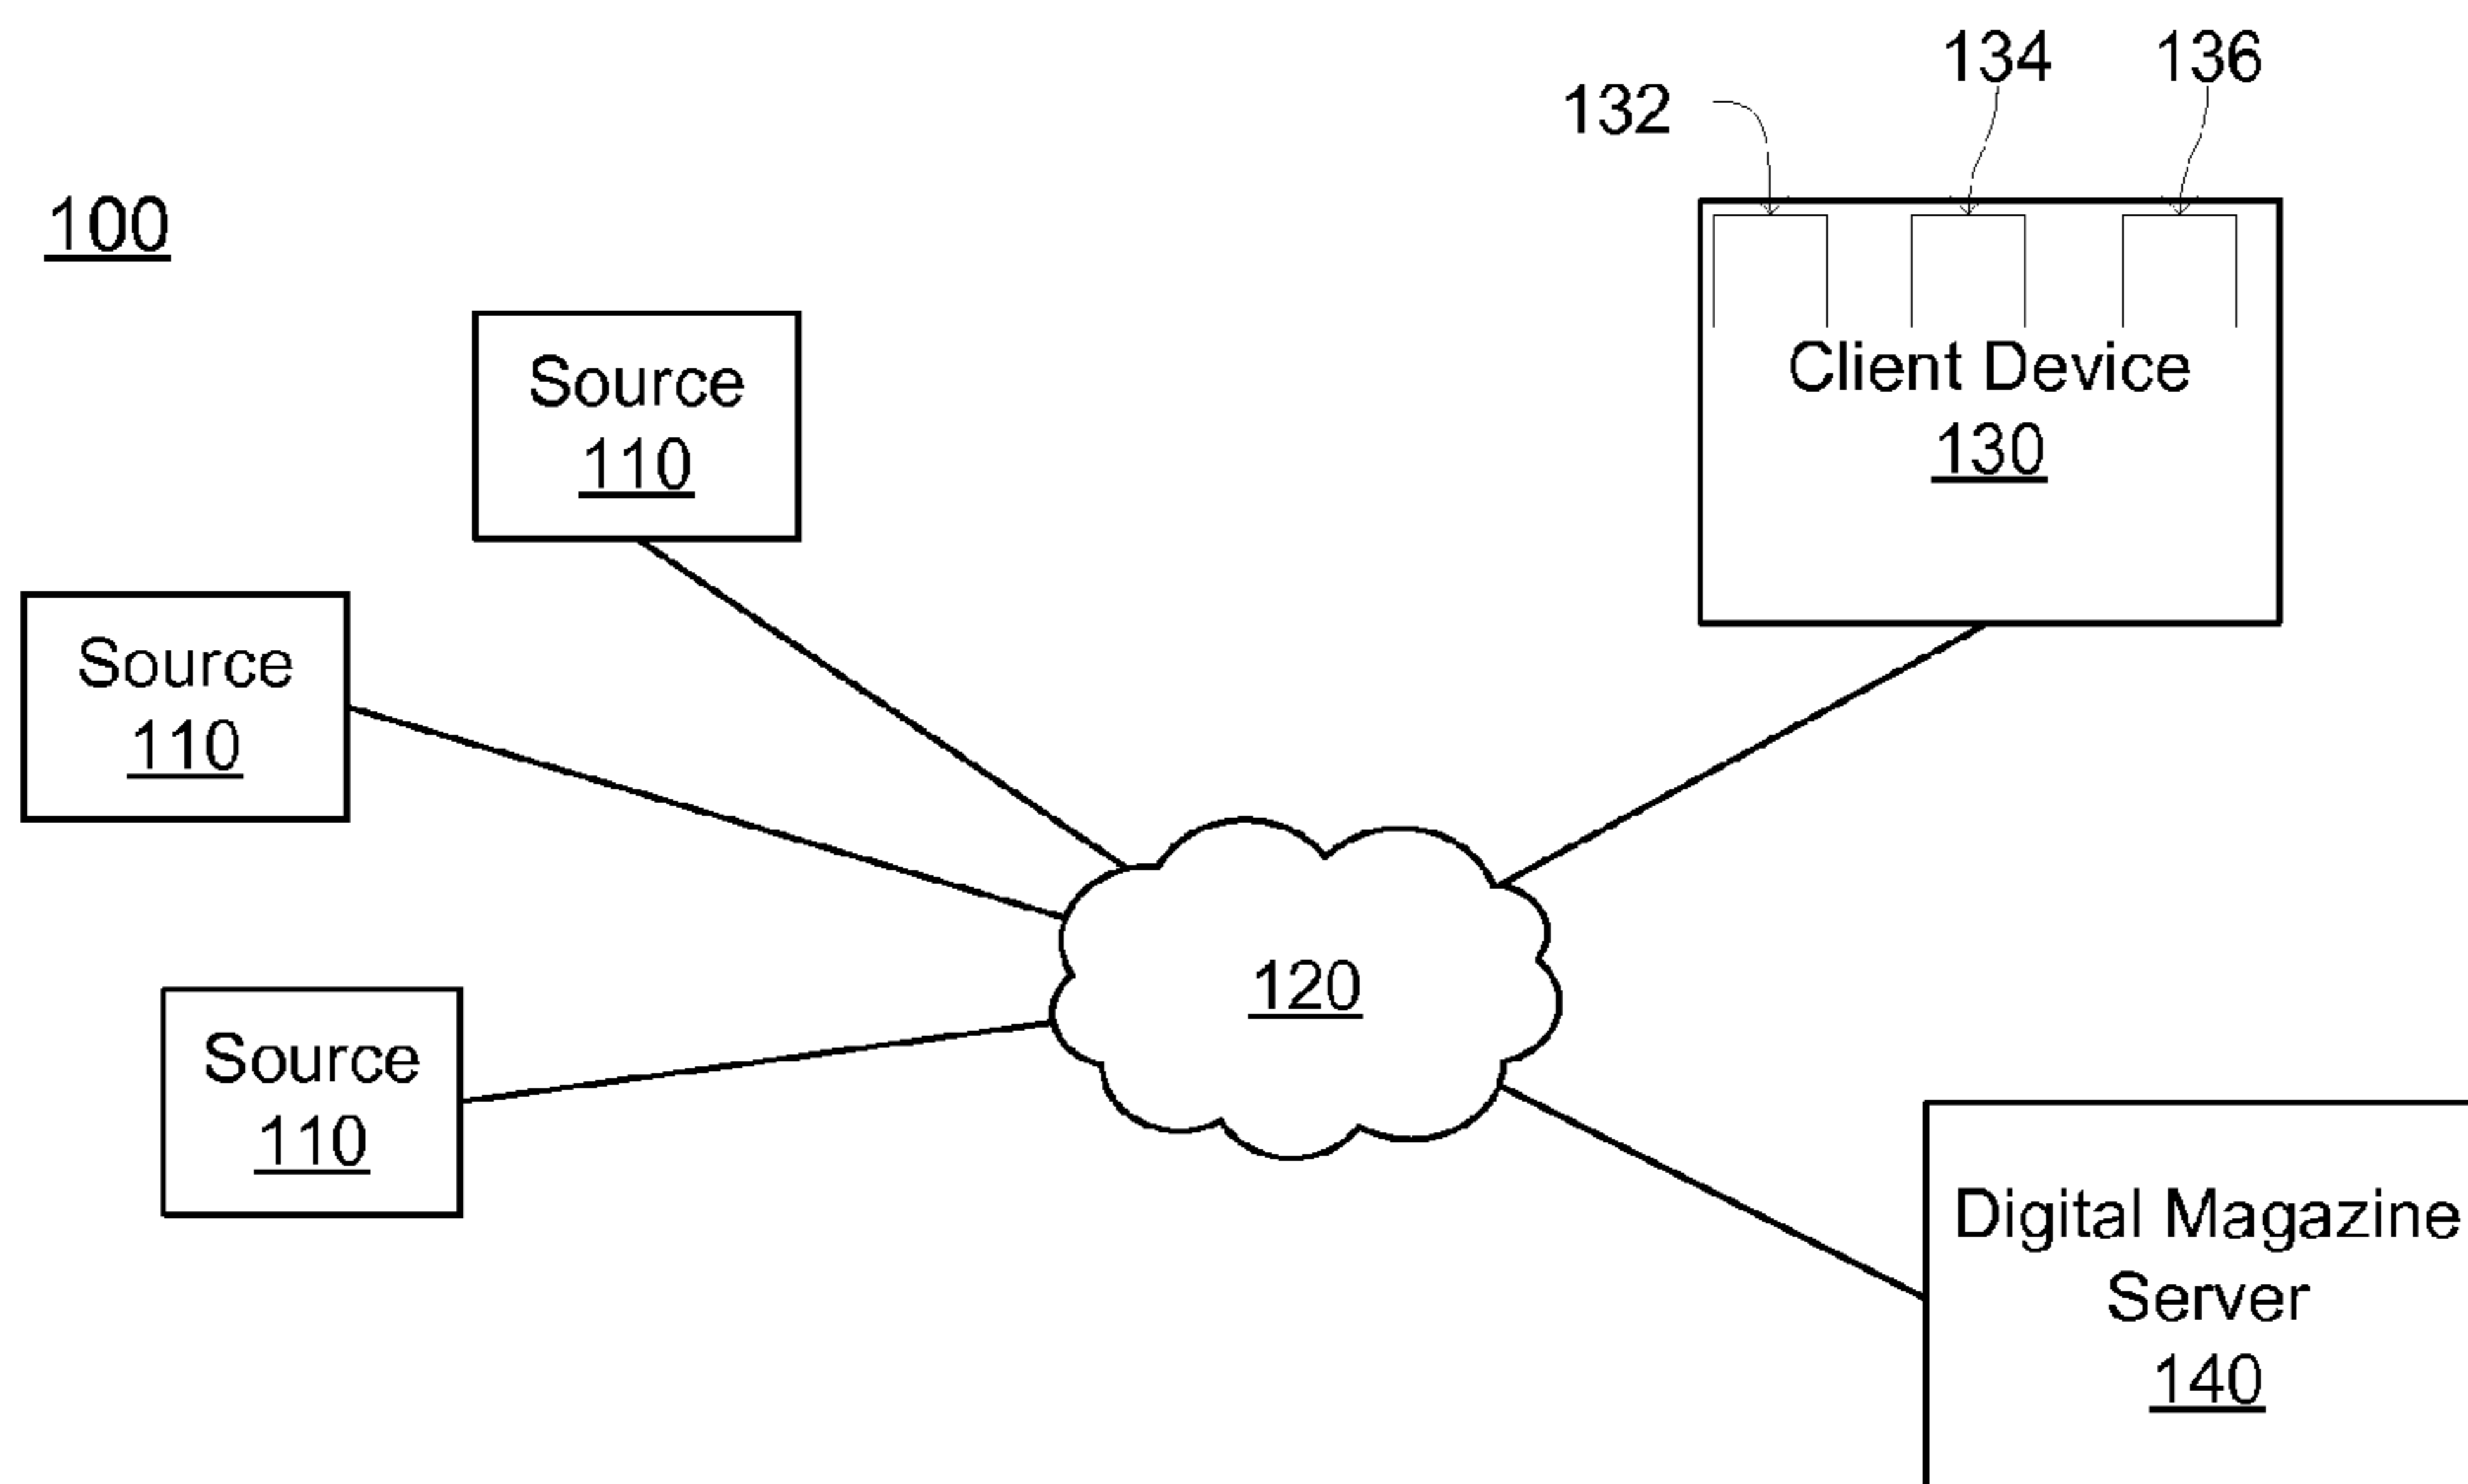 134
136
132
100
Client Device
130
Source
110
Source
110
120
Source
110
Digital Magazine
Server
140